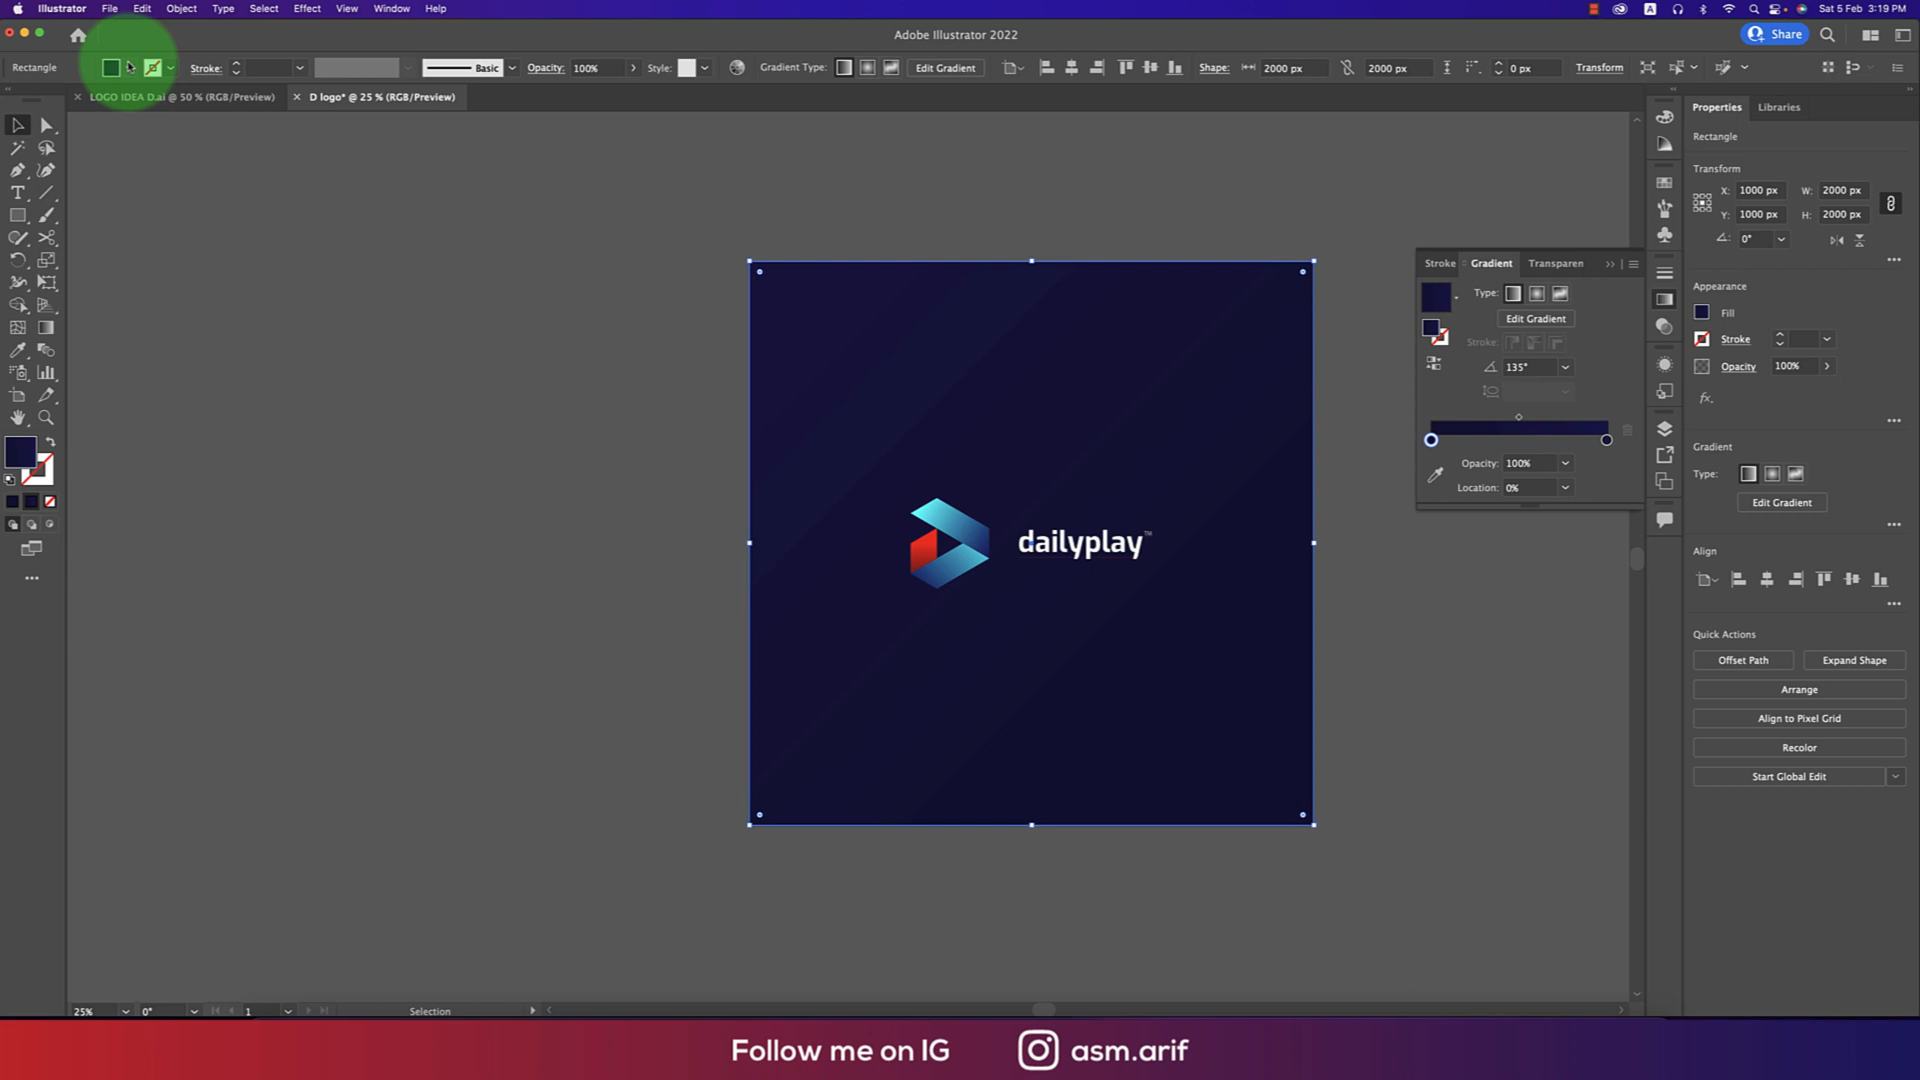 Illustrator File Edit Object Type Select Effect View Window Help
A Sat 5 Feb 3:19 PM
Adobe Illustrator 2022
Share
Rectangle Stroke: Basic Opacity: 100% Style: Gradient Type: Edit Gradient Shape: 2000 px 2000 px 0 px Transform
LOGO IDEA D.ai @ 50 % (RGB/Preview) D logo* @ 25 % (RGB/Preview)
Properties Libraries
Rectangle
Transform
X: 1000 px W: 2000 px
Y: 1000 px H: 2000 px
0°
Stroke Gradient Transparen
Type:
Edit Gradient
Stroke:
135°
Opacity: 100%
Location: 0%
Appearance
Fill
Stroke
Opacity 100%
fx.
Gradient
Type:
Edit Gradient
Align
Quick Actions
Offset Path Expand Shape
Arrange
Align to Pixel Grid
Recolor
Start Global Edit
dailyplay™
25% 0° 1 Selection
Follow me on IG asm.arif